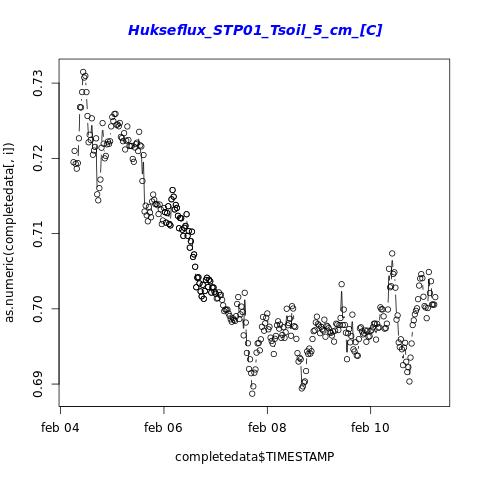 Hukseflux_STP01_Tsoil_5_cm_[C]
as.numeric(completedata[, i])
0.73
0.72
0.71
0.70
0.69
feb 04 feb 06 feb 08 feb 10
completedata$TIMESTAMP